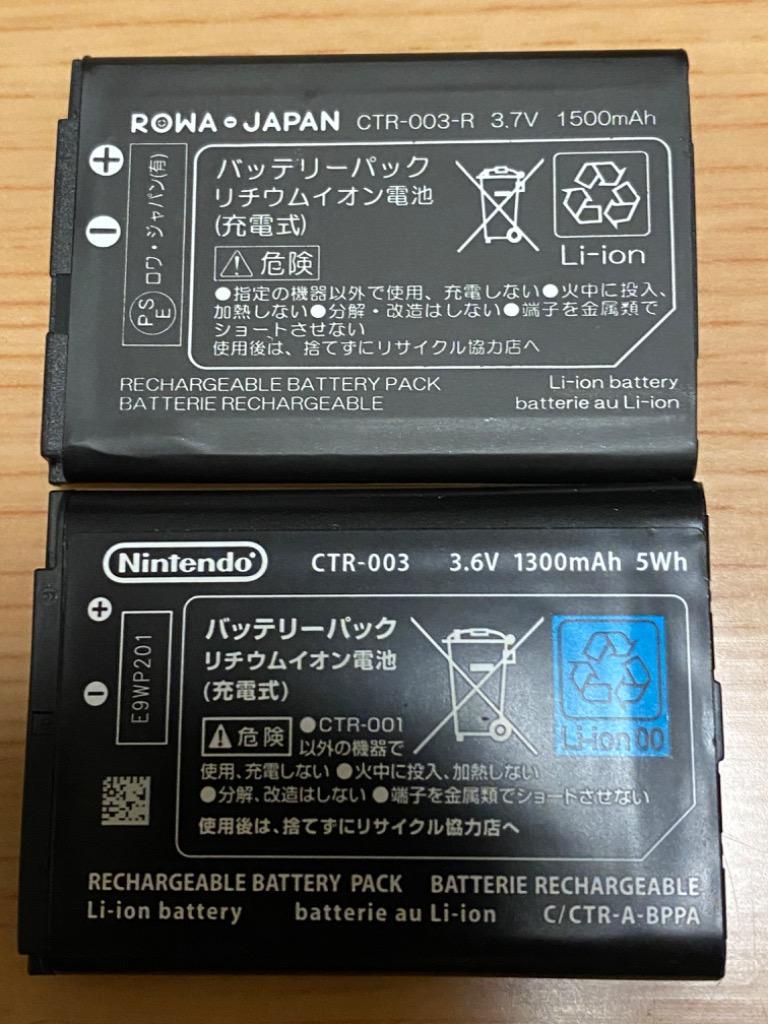 ROWA・JAPAN CTR-003-R 3.7V 1500mAh
ロワ・ジャパン(有)
PSE
バッテリーパック
リチウムイオン電池
(充電式)
Li-ion
危険
●指定の機器以外で使用、充電しない●火中に投入、
加熱しない●分解・改造はしない●端子を金属類で
ショートさせない
使用後は、捨てずにリサイクル協力店へ
RECHARGEABLE BATTERY PACK Li-ion battery
BATTERIE RECHARGEABLE batterie au Li-ion
Nintendo CTR-003 3.6V 1300mAh 5Wh
E9WP201
バッテリーパック
リチウムイオン電池
(充電式)
Li-ion 00
危険 ●CTR-001
以外の機器で
使用、充電しない ●火中に投入、加熱しない
●分解、改造はしない ●端子を金属類でショートさせない
使用後は、捨てずにリサイクル協力店へ
RECHARGEABLE BATTERY PACK BATTERIE RECHARGEABLE
Li-ion battery batterie au Li-ion C/CTR-A-BPPA